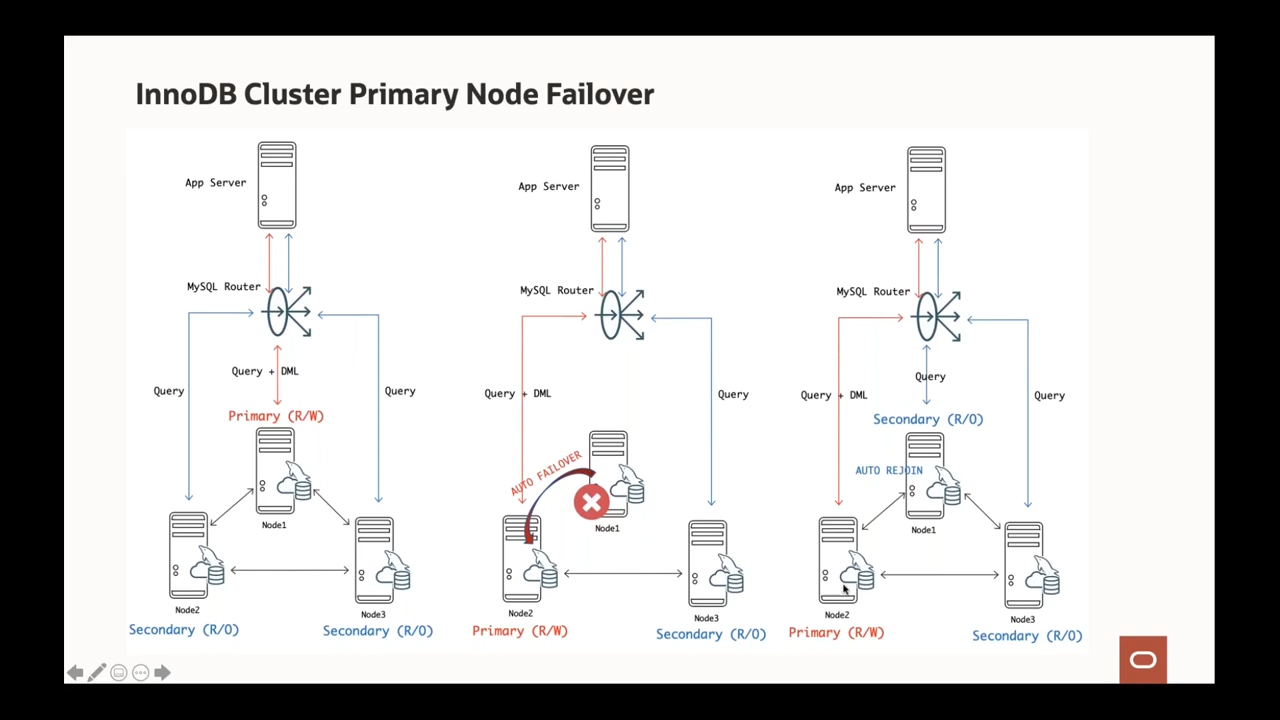 InnoDB Cluster Primary Node Failover
App Server
MySQL Router
Query
Query + DML
Query
Primary (R/W)
Node1
Node2
Secondary (R/O)
Node3
Secondary (R/O)
App Server
MySQL Router
Query + DML
Query
AUTO FAILOVER
Node1
Node2
Primary (R/W)
Node3
Secondary (R/O)
App Server
MySQL Router
Query
Query + DML
Query
Secondary (R/O)
AUTO REJOIN
Node1
Node2
Primary (R/W)
Node3
Secondary (R/O)